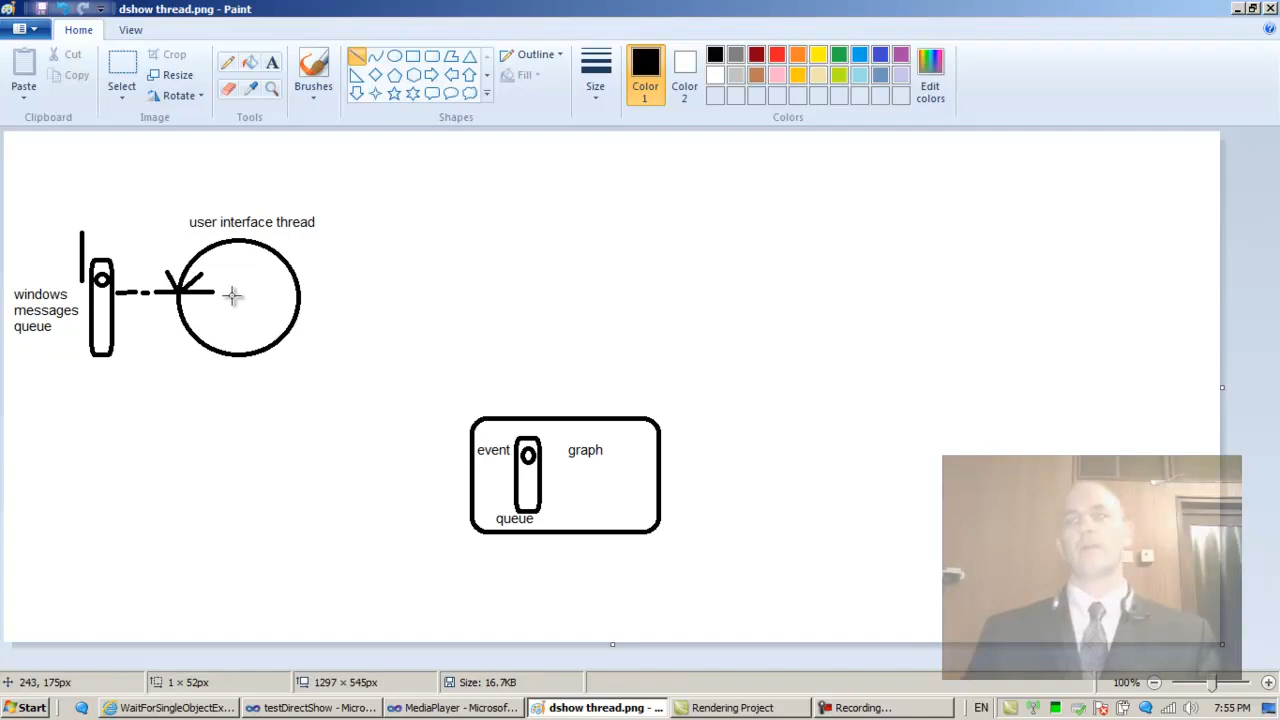 dshow thread.png - Paint
Home
View
Paste
Cut
Copy
Clipboard
Select
Crop
Resize
Rotate
Image
A
Tools
Brushes
Shapes
Outline
Fill
Size
Color
1
Color
2
Edit
colors
Colors
user interface thread
windows
messages
queue
event
graph
queue
243, 175px
1 × 52px
1297 × 545px
Size: 16.7KB
100%
Start
WaitForSingleObjectEx...
testDirectShow - Micro...
MediaPlayer - Microsof...
dshow thread.png - ...
Rendering Project
Recording...
EN
7:55 PM